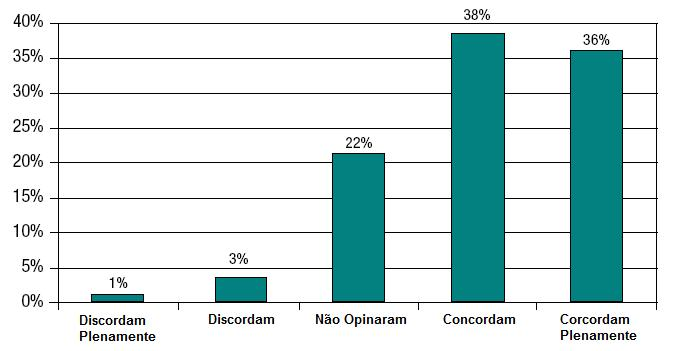 40%
35%
30%
25%
20%
15%
10%
5%
0%
1%
3%
22%
38%
36%
Discordam
Plenamente
Discordam
Não Opinaram
Concordam
Corcordam
Plenamente